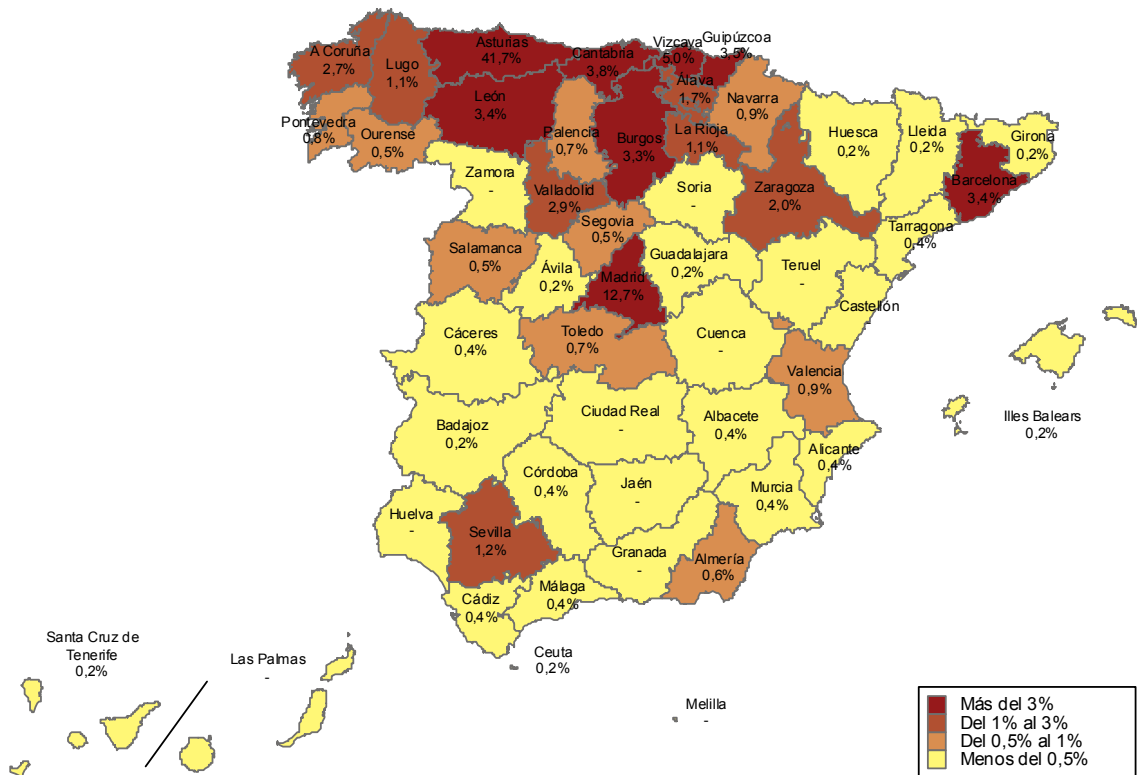 A Coruña
2,7%
Lugo
1,1%
Asturias
41,7%
Cantabria
3,8%
Vizcaya
5,0%
Guipúzcoa
3,5%
Álava
1,7%
Navarra
0,9%
León
3,4%
Palencia
0,7%
Burgos
3,3%
La Rioja
1,1%
Pontevedra
0,8%
Ourense
0,5%
Huesca
0,2%
Lleida
0,2%
Girona
0,2%
Barcelona
3,4%
Zamora
-
Valladolid
2,9%
Soria
-
Zaragoza
2,0%
Tarragona
0,4%
Segovia
0,5%
Salamanca
0,5%
Ávila
0,2%
Madrid
12,7%
Guadalajara
0,2%
Teruel
-
Castellón
-
Cáceres
0,4%
Toledo
0,7%
Cuenca
-
Valencia
0,9%
Illes Balears
0,2%
Badajoz
0,2%
Ciudad Real
-
Albacete
0,4%
Alicante
0,4%
Córdoba
0,4%
Jaén
-
Murcia
0,4%
Huelva
-
Sevilla
1,2%
Granada
-
Almería
0,6%
Cádiz
0,4%
Málaga
0,4%
Santa Cruz de
Tenerife
0,2%
Las Palmas
-
Ceuta
0,2%
Melilla
-
Más del 3%
Del 1% al 3%
Del 0,5% al 1%
Menos del 0,5%